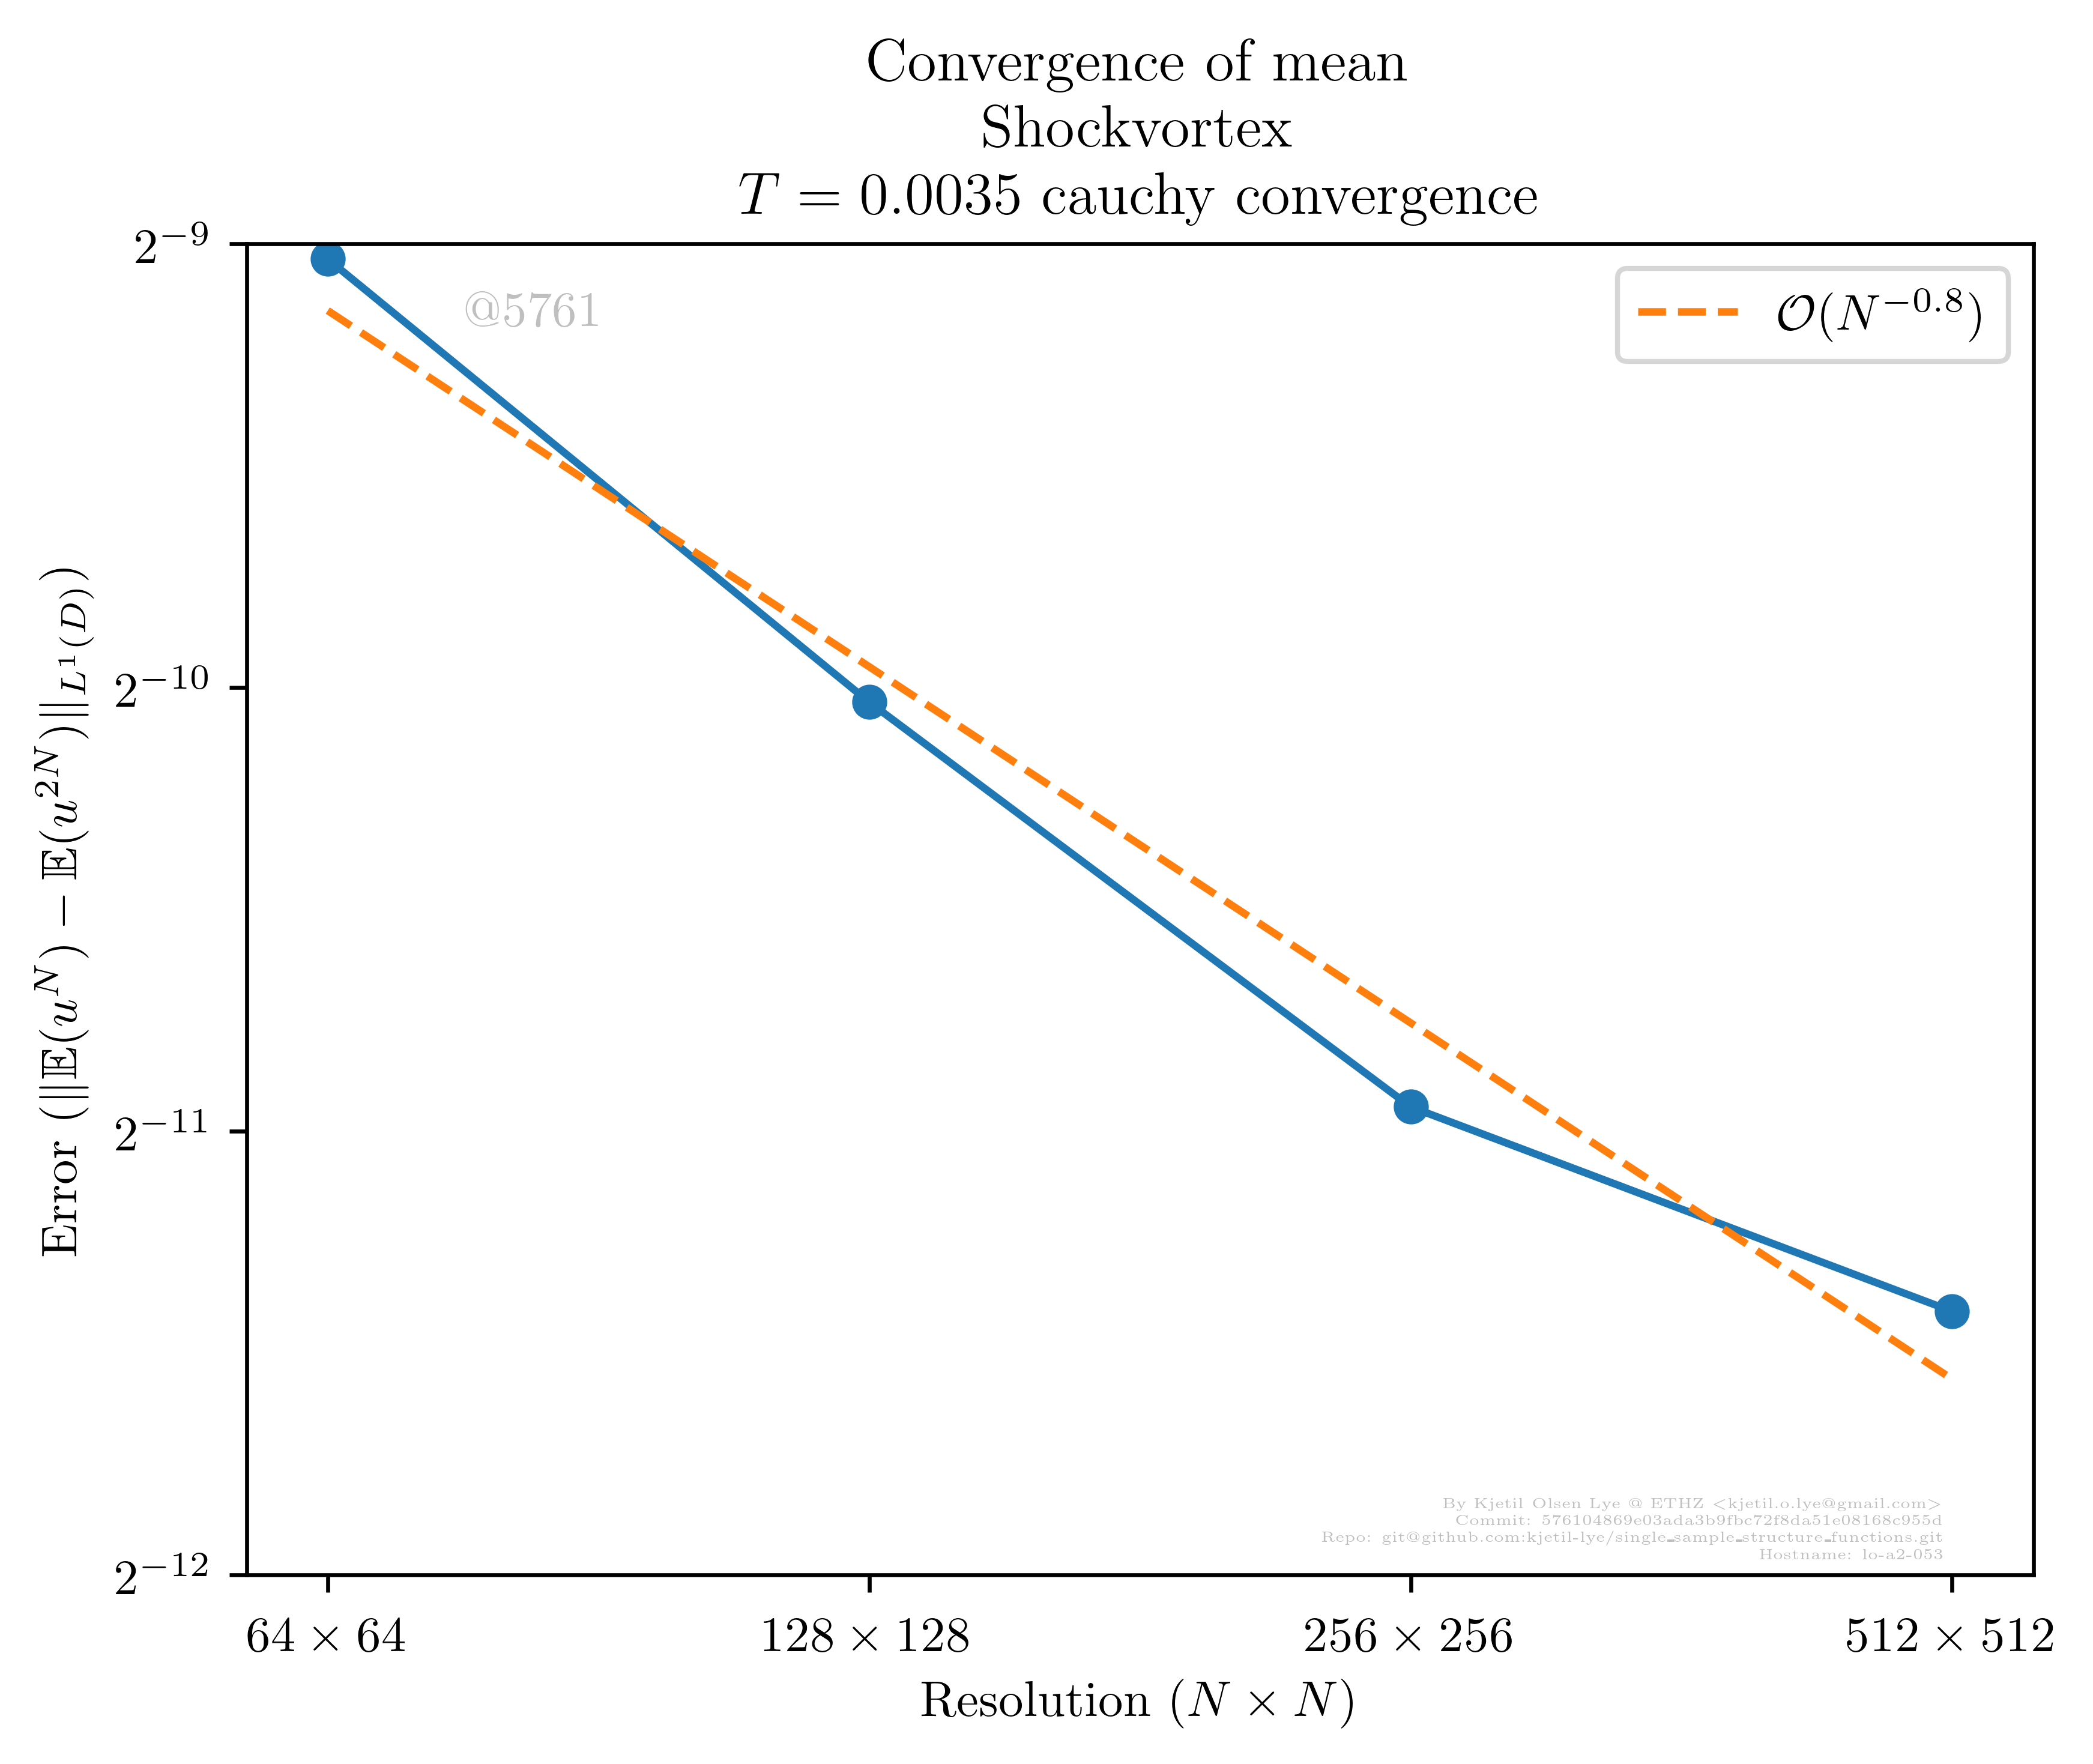 Convergence of mean
Shockvortex
T = 0.0035 cauchy convergence
2^{-9}
@5761
𝒪(N^{-0.8})
2^{-10}
2^{-11}
2^{-12}
Error (||𝔼(u^N) − 𝔼(u^{2N})||_{L^1(D)})
By Kjetil Olsen Lye @ ETHZ <kjetil.o.lye@gmail.com>
Commit: 576104869e03ada3b9fbc72f8da51e08168c955d
Repo: git@github.com:kjetil-lye/single_sample_structure_functions.git
Hostname: lo-a2-053
64 × 64
128 × 128
256 × 256
512 × 512
Resolution (N × N)